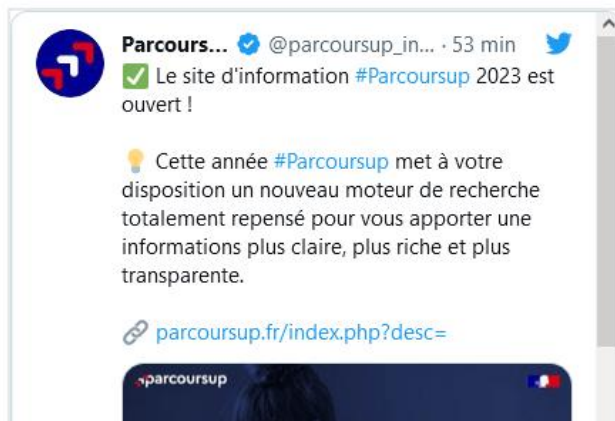 Parcours... @parcoursup_in... · 53 min
✅ Le site d'information #Parcoursup 2023 est
ouvert !
💡 Cette année #Parcoursup met à votre
disposition un nouveau moteur de recherche
totalement repensé pour vous apporter une
informations plus claire, plus riche et plus
transparente.
🔗 parcoursup.fr/index.php?desc=
parcoursup